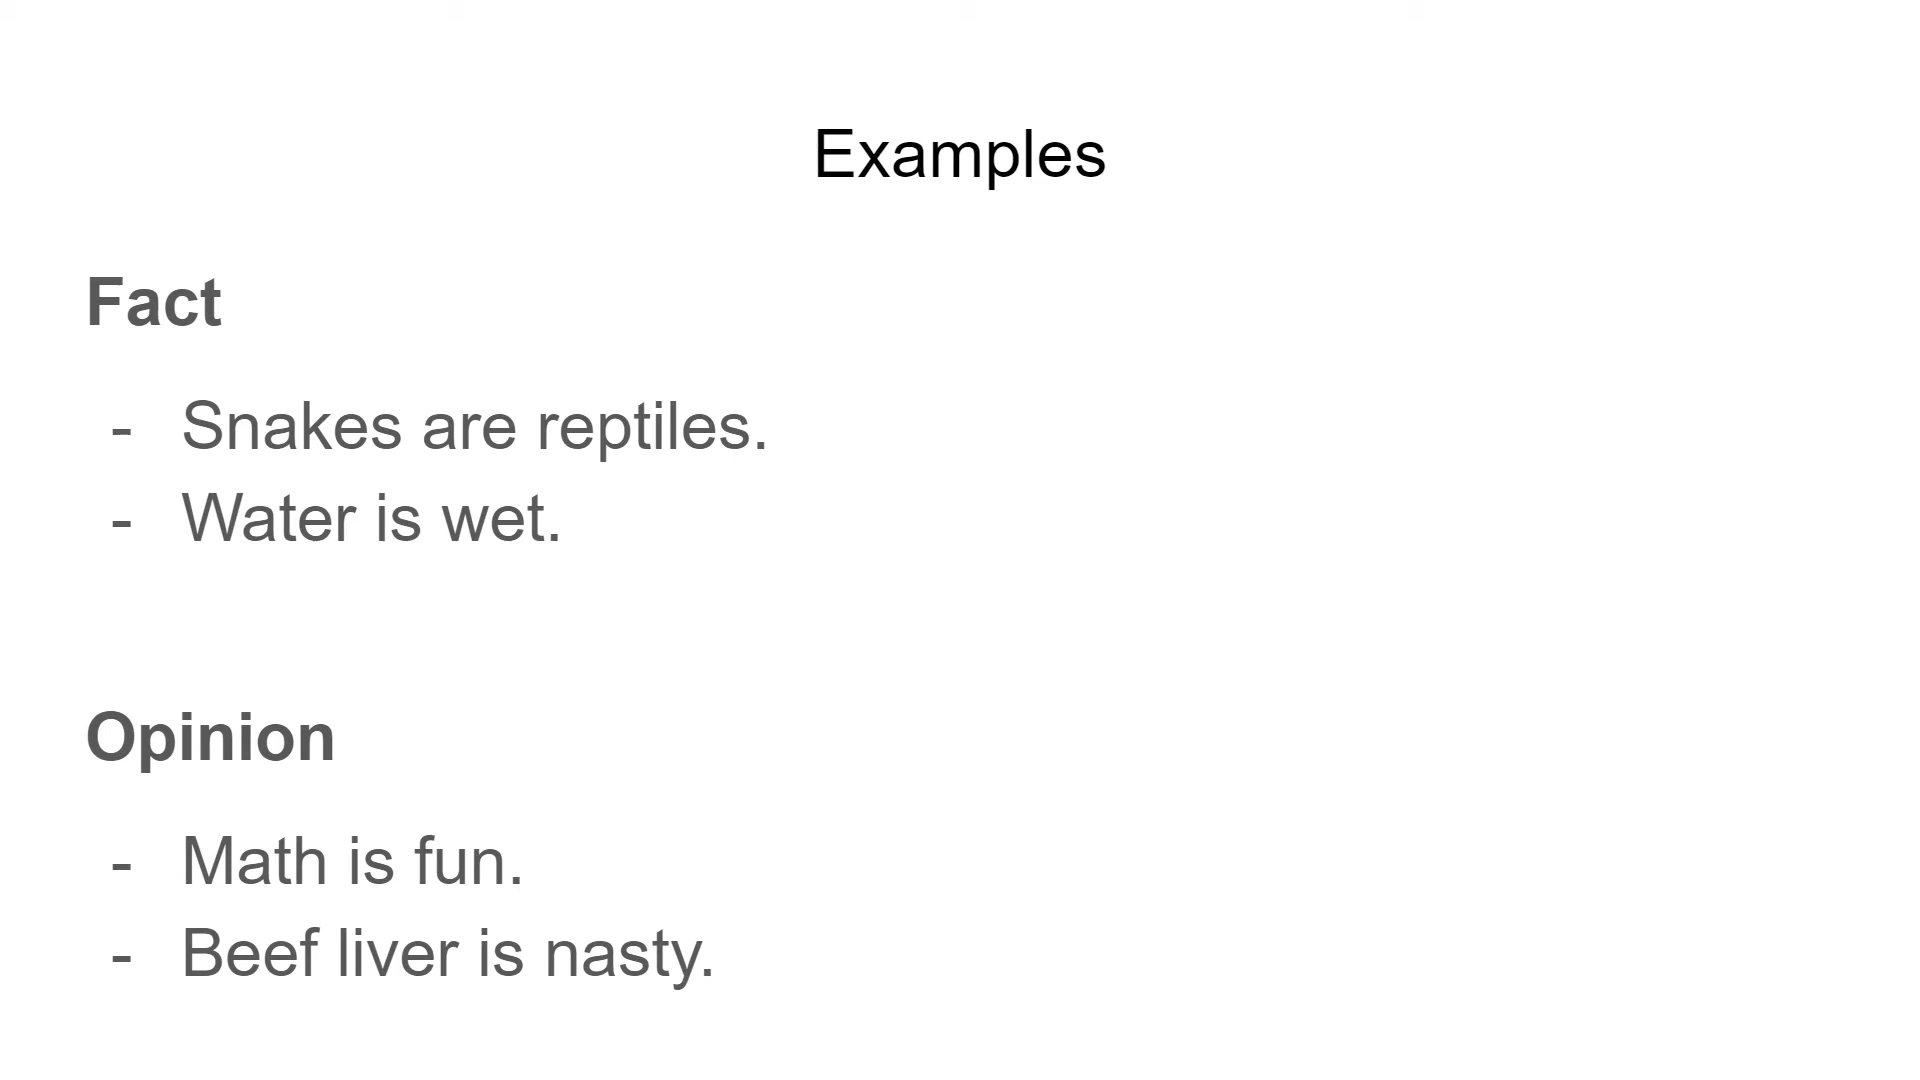 Examples
Fact
- Snakes are reptiles.
- Water is wet.
Opinion
- Math is fun.
- Beef liver is nasty.